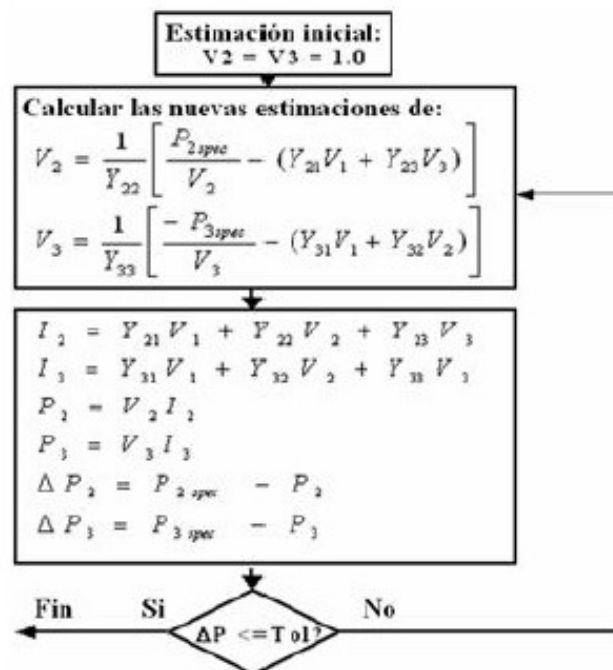 Estimación inicial:
V2 = V3 = 1.0
Calcular las nuevas estimaciones de:
V₂ = 1/Y₂₂ [ P₂spec/V₂ − (Y₂₁V₁ + Y₂₃V₃) ]
V₃ = 1/Y₃₃ [ − P₃spec/V₃ − (Y₃₁V₁ + Y₃₂V₂) ]
I₂ = Y₂₁V₁ + Y₂₂V₂ + Y₂₃V₃
I₃ = Y₃₁V₁ + Y₃₂V₂ + Y₃₃V₃
P₂ = V₂I₂
P₃ = V₃I₃
ΔP₂ = P₂spec − P₂
ΔP₃ = P₃spec − P₃
Fin Si ΔP <=Tol? No